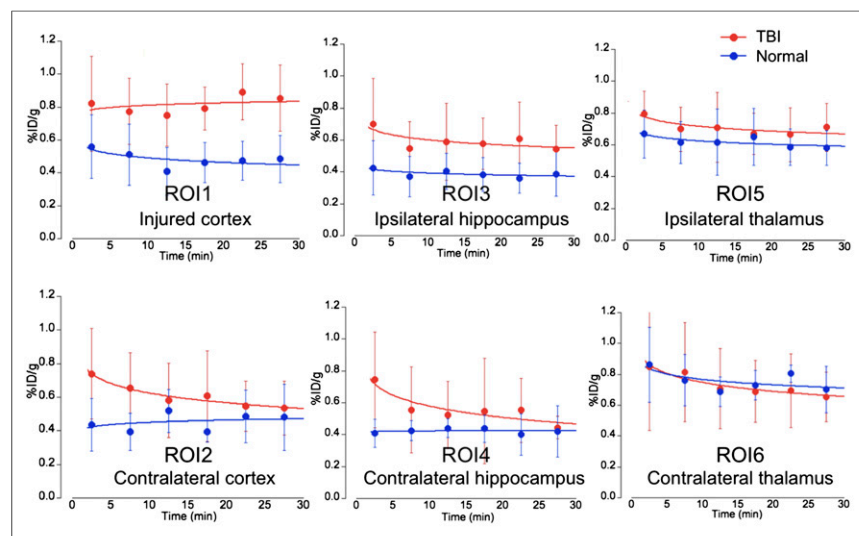 TBI
Normal
1.2
1.0
0.8
0.6
0.4
0.2
0.0
%ID/g
ROI1
Injured cortex
0 5 10 15 20 25 30
Time (min)
1.2
1.0
0.8
0.6
0.4
0.2
0.0
%ID/g
ROI3
Ipsilateral hippocampus
0 5 10 15 20 25 30
Time (min)
1.2
1.0
0.8
0.6
0.4
0.2
0.0
%ID/g
ROI5
Ipsilateral thalamus
0 5 10 15 20 25 30
Time (min)
1.2
1.0
0.8
0.6
0.4
0.2
0.0
%ID/g
ROI2
Contralateral cortex
0 5 10 15 20 25 30
Time (min)
1.2
1.0
0.8
0.6
0.4
0.2
0.0
%ID/g
ROI4
Contralateral hippocampus
0 5 10 15 20 25 30
Time (min)
1.2
1.0
0.8
0.6
0.4
0.2
0.0
%ID/g
ROI6
Contralateral thalamus
0 5 10 15 20 25 30
Time (min)